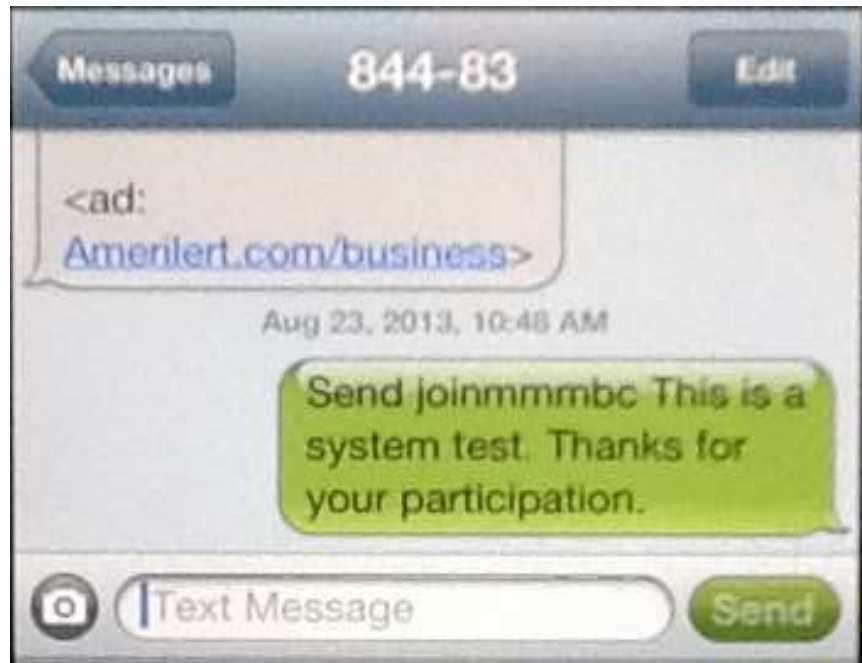 Messages 844-83 Edit
<ad:
Amerilert.com/business>
Aug 23, 2013, 10:46 AM
Send joinmmmbc This is a
system test. Thanks for
your participation.
Text Message Send